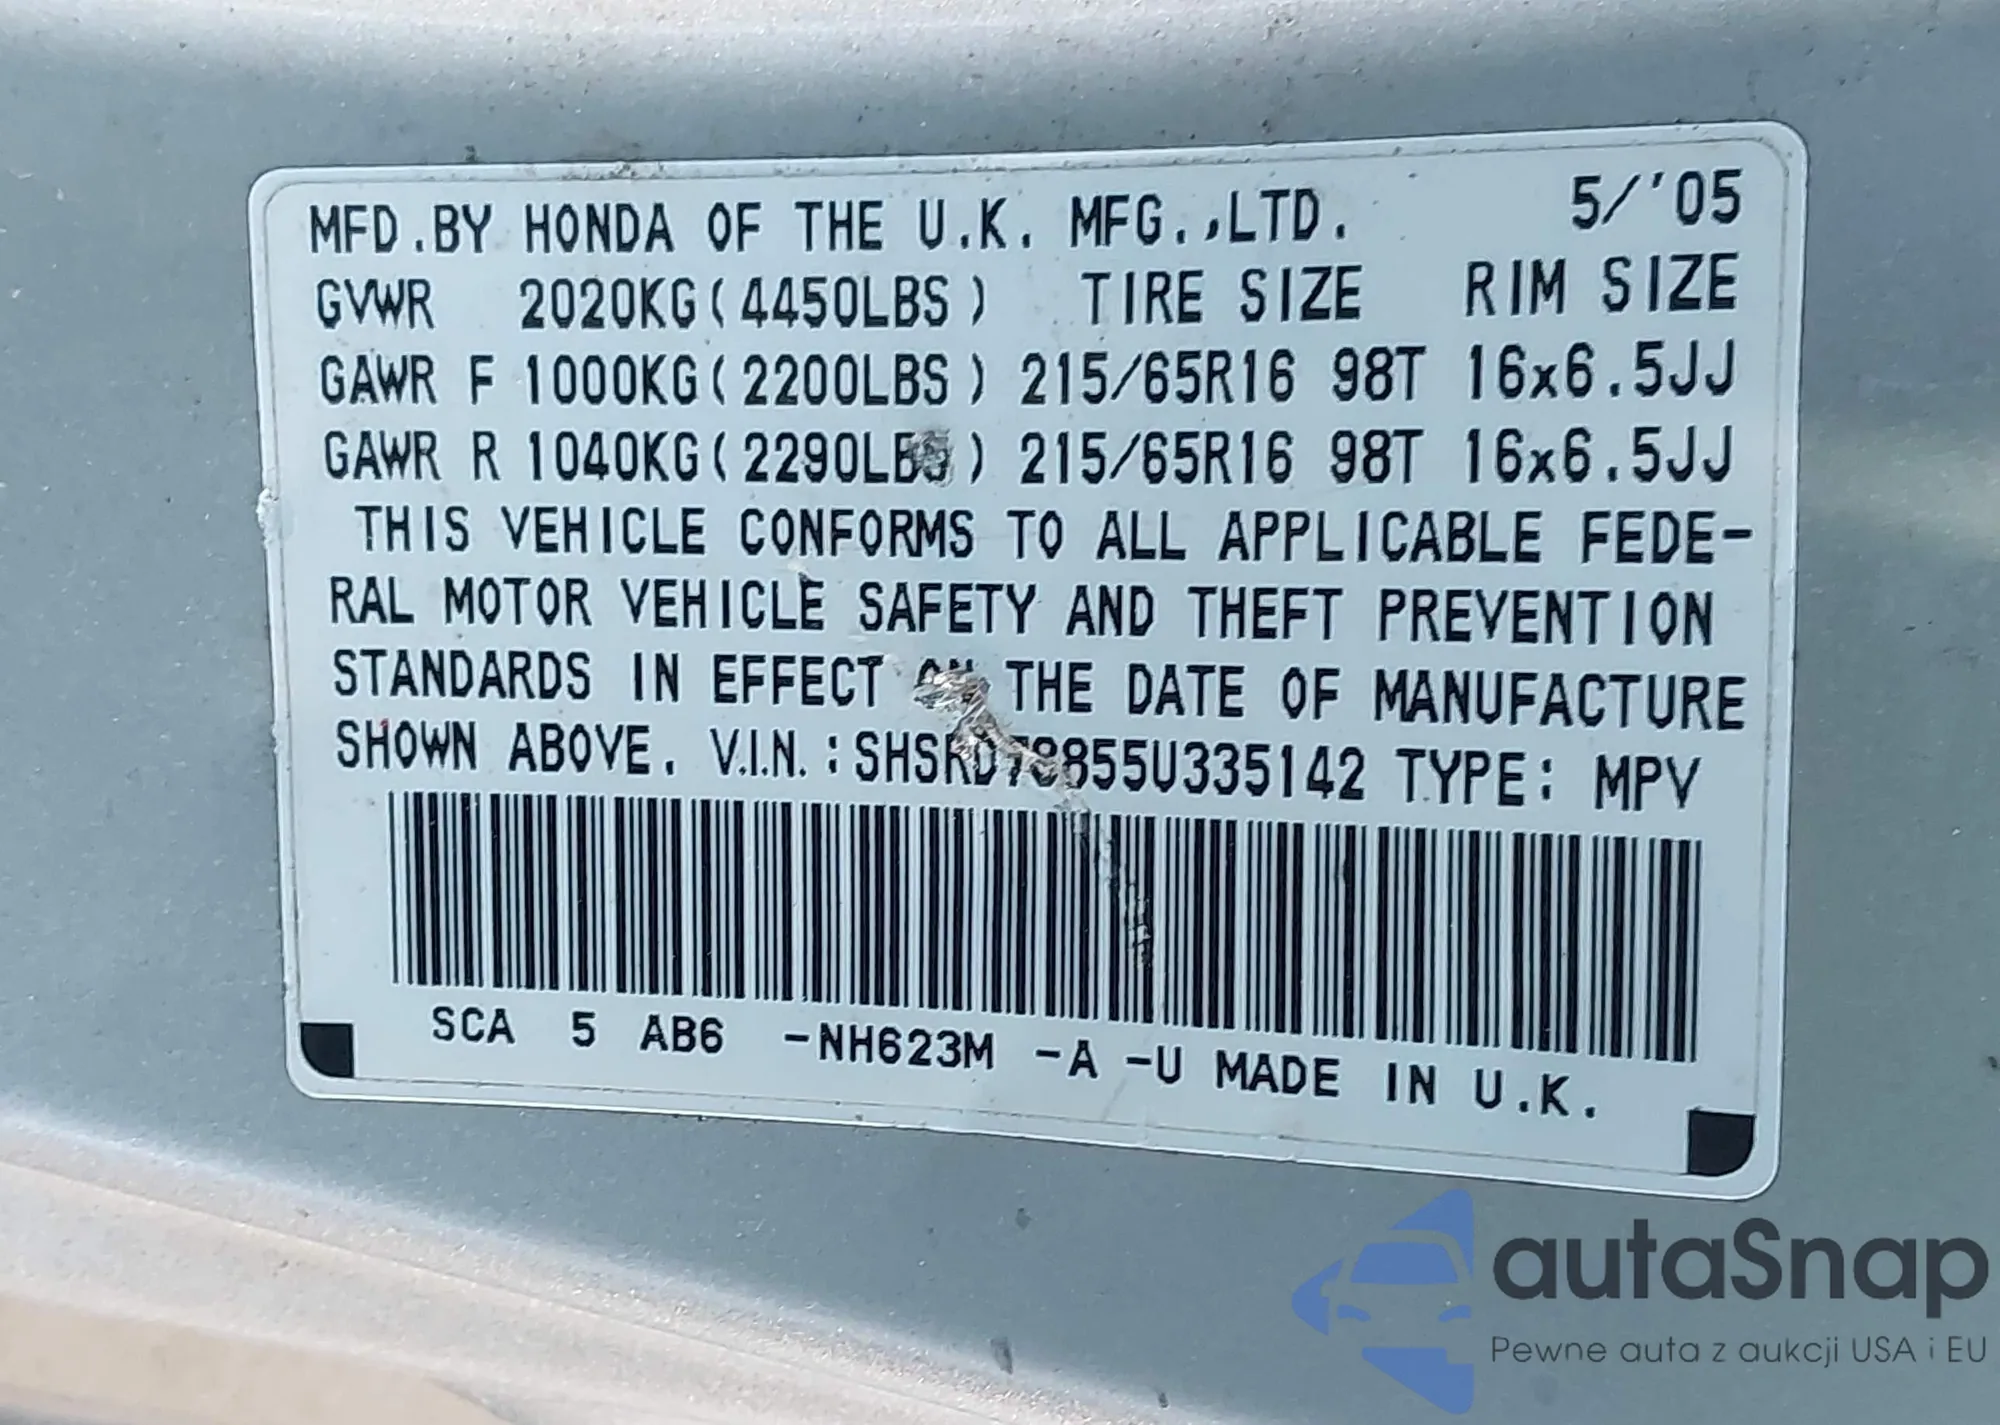 MFD.BY HONDA OF THE U.K. MFG.,LTD. 5/'05
GVWR 2020KG(4450LBS) TIRE SIZE RIM SIZE
GAWR F 1000KG(2200LBS) 215/65R16 98T 16x6.5JJ
GAWR R 1040KG(2290LBS) 215/65R16 98T 16x6.5JJ
THIS VEHICLE CONFORMS TO ALL APPLICABLE FEDE-
RAL MOTOR VEHICLE SAFETY AND THEFT PREVENTION
STANDARDS IN EFFECT ON THE DATE OF MANUFACTURE
SHOWN ABOVE. V.I.N.:SHSRD78855U335142 TYPE: MPV
SCA 5 AB6 -NH623M -A -U MADE IN U.K.
autaSnap
Pewne auta z aukcji USA i EU